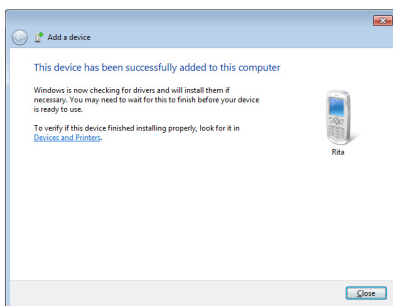 Add a device
This device has been successfully added to this computer
Windows is now checking for drivers and will install them if
necessary. You may need to wait for this to finish before your device
is ready to use.
To verify if this device finished installing properly, look for it in
Devices and Printers.
Rita
Close